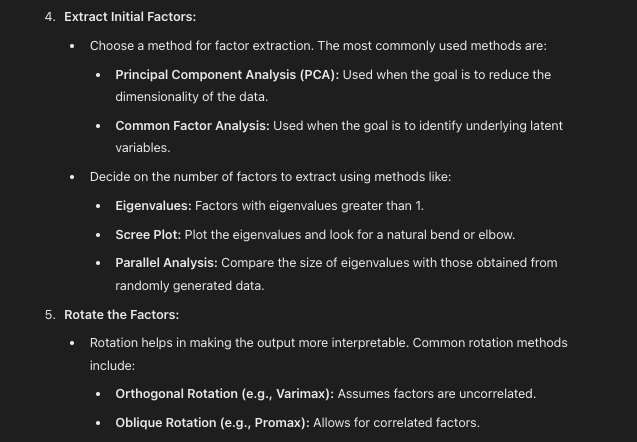 4. Extract Initial Factors:
• Choose a method for factor extraction. The most commonly used methods are:
• Principal Component Analysis (PCA): Used when the goal is to reduce the
dimensionality of the data.
• Common Factor Analysis: Used when the goal is to identify underlying latent
variables.
• Decide on the number of factors to extract using methods like:
• Eigenvalues: Factors with eigenvalues greater than 1.
• Scree Plot: Plot the eigenvalues and look for a natural bend or elbow.
• Parallel Analysis: Compare the size of eigenvalues with those obtained from
randomly generated data.
5. Rotate the Factors:
• Rotation helps in making the output more interpretable. Common rotation methods
include:
• Orthogonal Rotation (e.g., Varimax): Assumes factors are uncorrelated.
• Oblique Rotation (e.g., Promax): Allows for correlated factors.